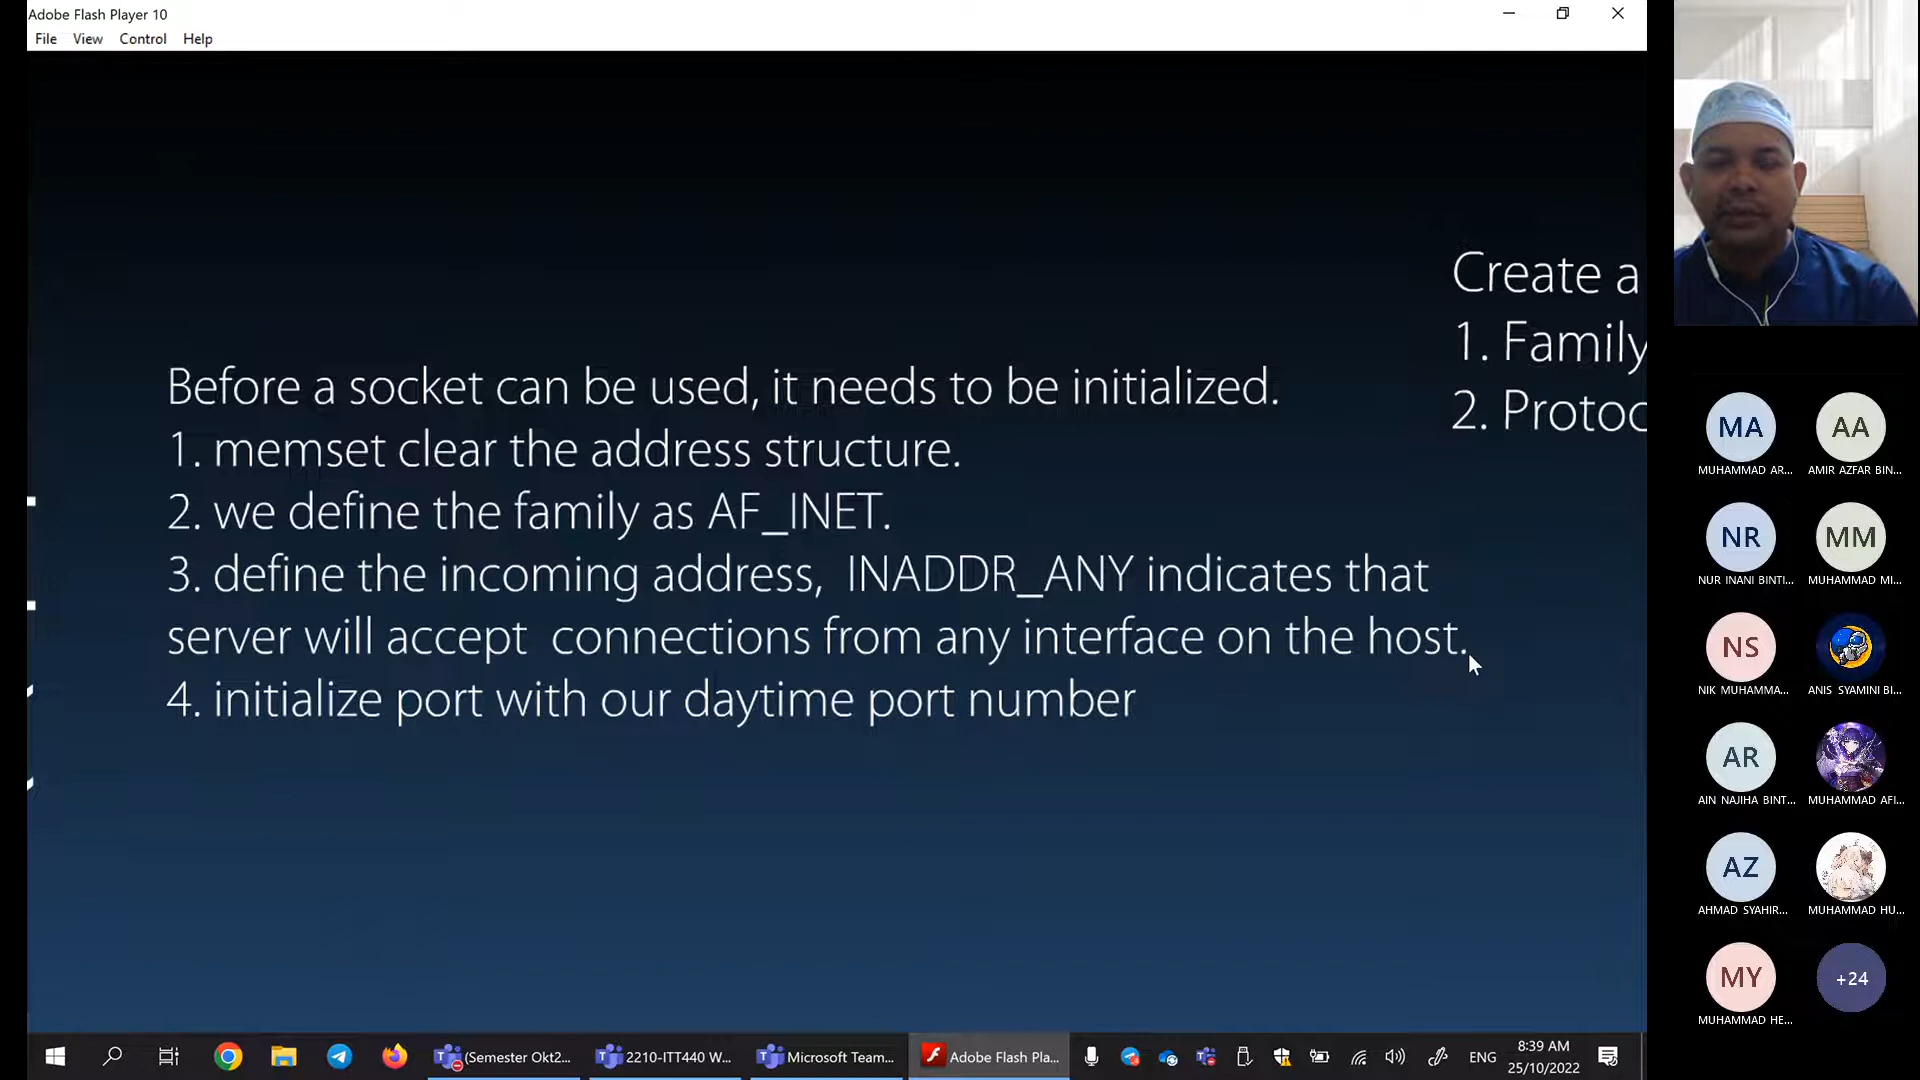 Adobe Flash Player 10
File View Control Help
Create a
1. Family
2. Protoc
Before a socket can be used, it needs to be initialized.
1. memset clear the address structure.
2. we define the family as AF_INET.
3. define the incoming address, INADDR_ANY indicates that
server will accept connections from any interface on the host.
4. initialize port with our daytime port number
MA AA
MUHAMMAD AR... AMIR AZFAR BIN...
NR MM
NUR INANI BINTI... MUHAMMAD MI...
NS
NIK MUHAMMA... ANIS SYAMINI BI...
AR
AIN NAJIHA BINT... MUHAMMAD AFI...
AZ
AHMAD SYAHIR... MUHAMMAD HU...
MY +24
MUHAMMAD HE...
(Semester Okt2... 2210-ITT440 W... Microsoft Team... Adobe Flash Pla... ENG 8:39 AM
25/10/2022